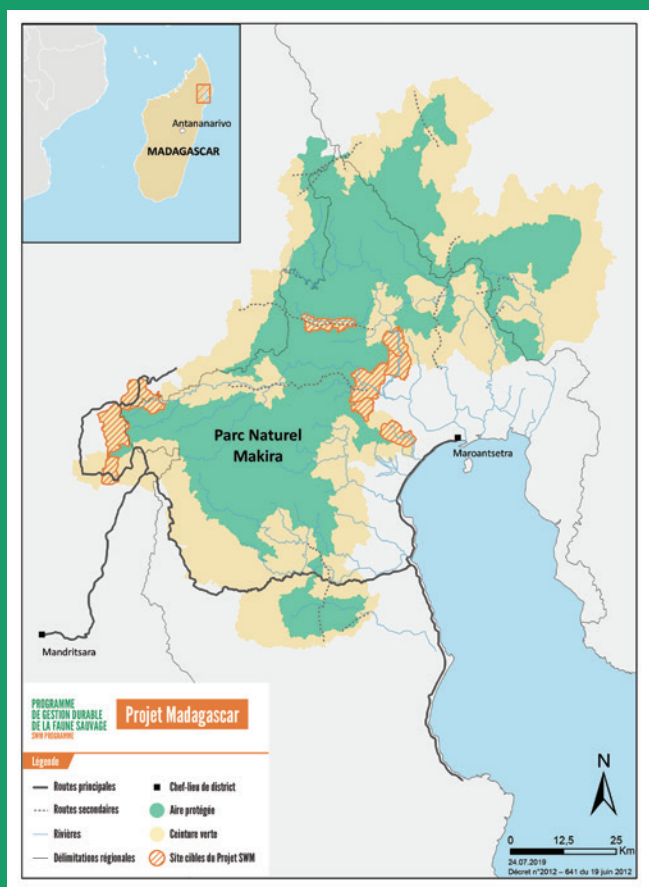 Antananarivo
MADAGASCAR
Parc Naturel
Makira
Maroantsetra
Mandritsara
PROGRAMME
DE GESTION DURABLE
DE LA FAUNE SAUVAGE
SWM PROGRAMME
Projet Madagascar
Légende
Routes principales
Routes secondaires
Rivières
Délimitations régionales
Chef-lieu de district
Aire protégée
Ceinture verte
Site cibles du Projet SWM
N
0 12,5 25
Km
24.07.2019
Décret n°2012 – 641 du 19 juin 2012